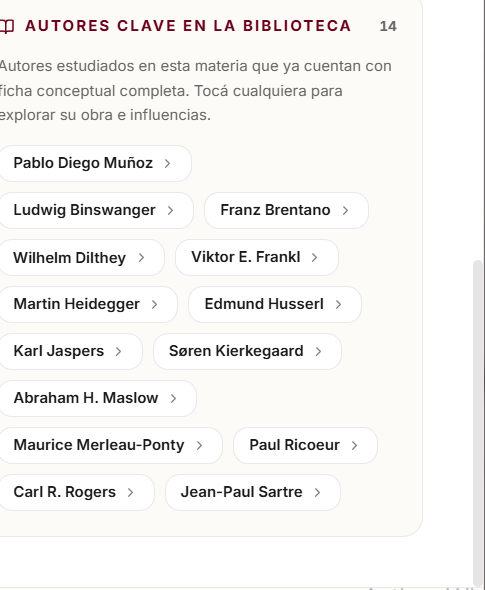 AUTORES CLAVE EN LA BIBLIOTECA 14
Autores estudiados en esta materia que ya cuentan con
ficha conceptual completa. Tocá cualquiera para
explorar su obra e influencias.
Pablo Diego Muñoz
Ludwig Binswanger Franz Brentano
Wilhelm Dilthey Viktor E. Frankl
Martin Heidegger Edmund Husserl
Karl Jaspers Søren Kierkegaard
Abraham H. Maslow
Maurice Merleau-Ponty Paul Ricoeur
Carl R. Rogers Jean-Paul Sartre